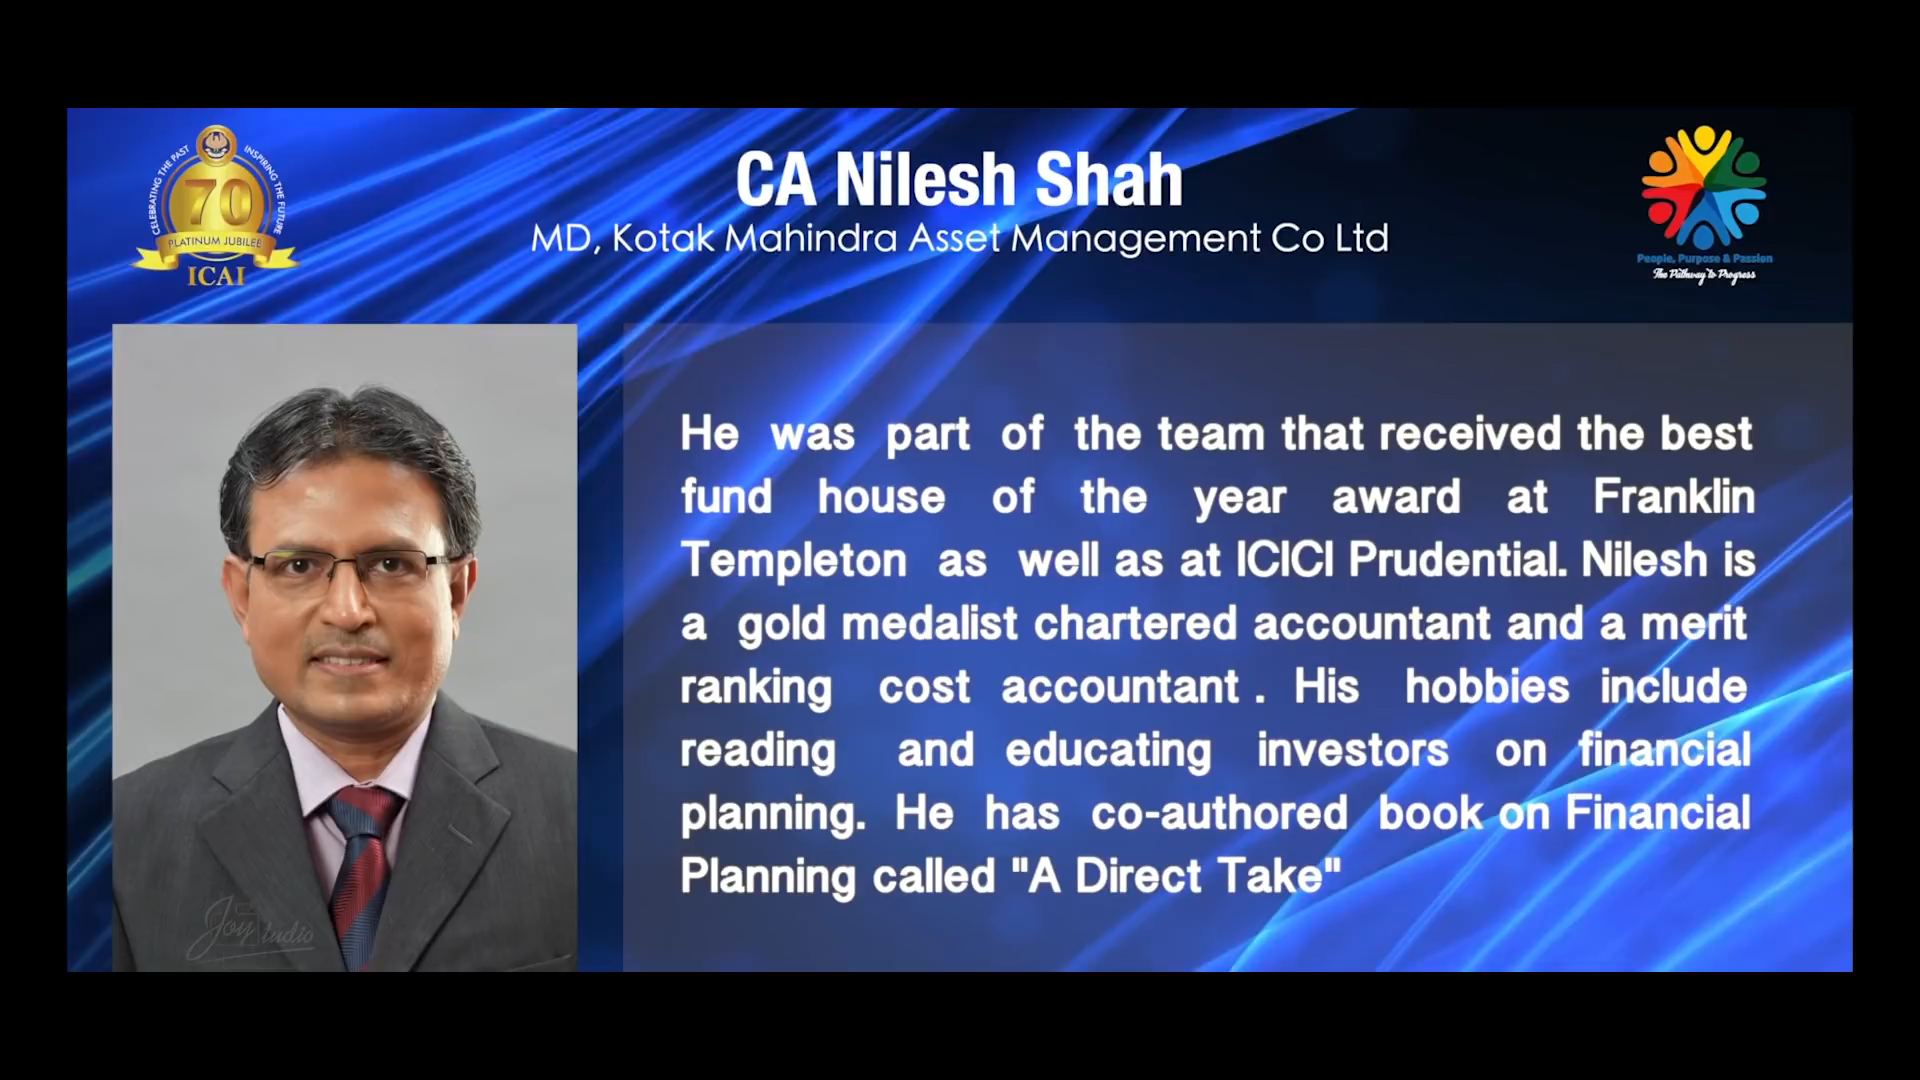 CELEBRATING THE PAST
INSPIRING THE FUTURE
70
PLATINUM JUBILEE
ICAI
CA Nilesh Shah
MD, Kotak Mahindra Asset Management Co Ltd
People, Purpose & Passion
The Pathway to Progress
He was part of the team that received the best
fund house of the year award at Franklin
Templeton as well as at ICICI Prudential. Nilesh is
a gold medalist chartered accountant and a merit
ranking cost accountant . His hobbies include
reading and educating investors on financial
planning. He has co-authored book on Financial
Planning called "A Direct Take"
Joy Studio